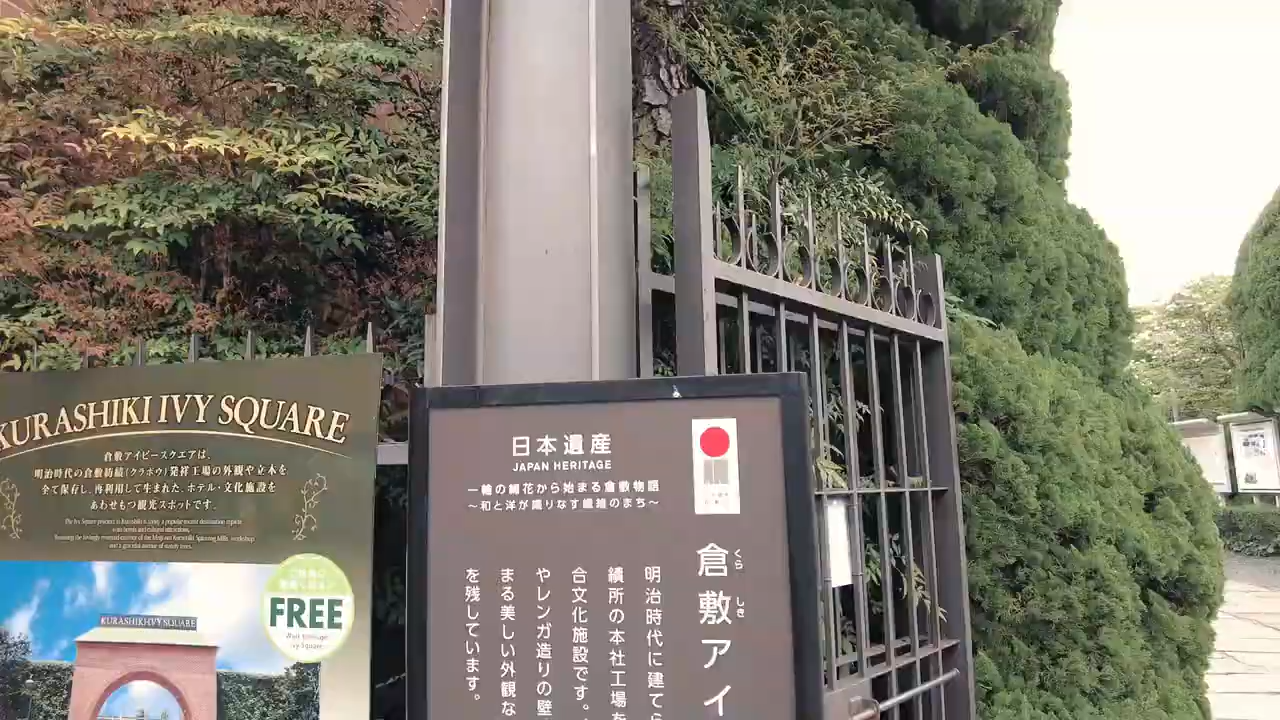 KURASHIKI IVY SQUARE
倉敷アイビースクエアは、
明治時代の倉敷紡績(クラボウ)発祥工場の外観や立木を
全て保存し、再利用して生まれた、ホテル・文化施設を
あわせもつ観光スポットです。
FREE
Walk through
Ivy Square
KURASHIKI IVY SQUARE
日本遺産
JAPAN HERITAGE
一輪の綿花から始まる倉敷物語
~和と洋が織りなす繊維のまち~
倉敷アイ
くら
しき
明治時代に建てら
績所の本社工場を
合文化施設です。
やレンガ造りの壁
まる美しい外観な
を残しています。